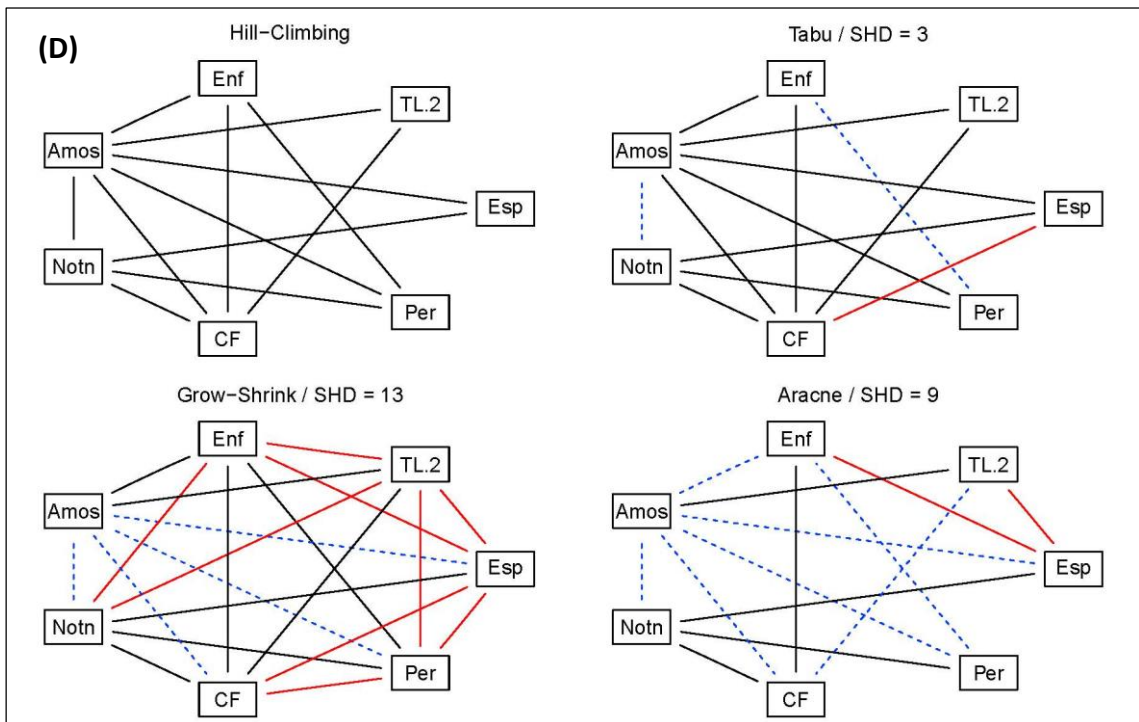 (D)
Hill−Climbing
Enf
TL.2
Amos
Esp
Notn
Per
CF
Tabu / SHD = 3
Enf
TL.2
Amos
Esp
Notn
Per
CF
Grow−Shrink / SHD = 13
Enf
TL.2
Amos
Esp
Notn
Per
CF
Aracne / SHD = 9
Enf
TL.2
Amos
Esp
Notn
Per
CF